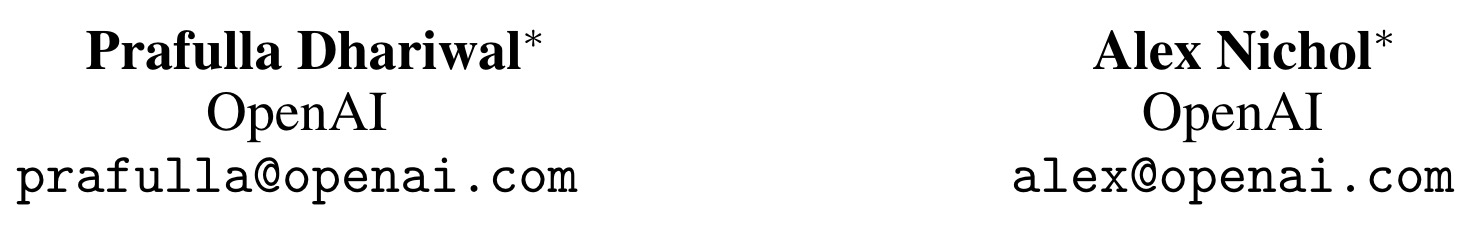 Prafulla Dhariwal*
OpenAI
prafulla@openai.com
Alex Nichol*
OpenAI
alex@openai.com